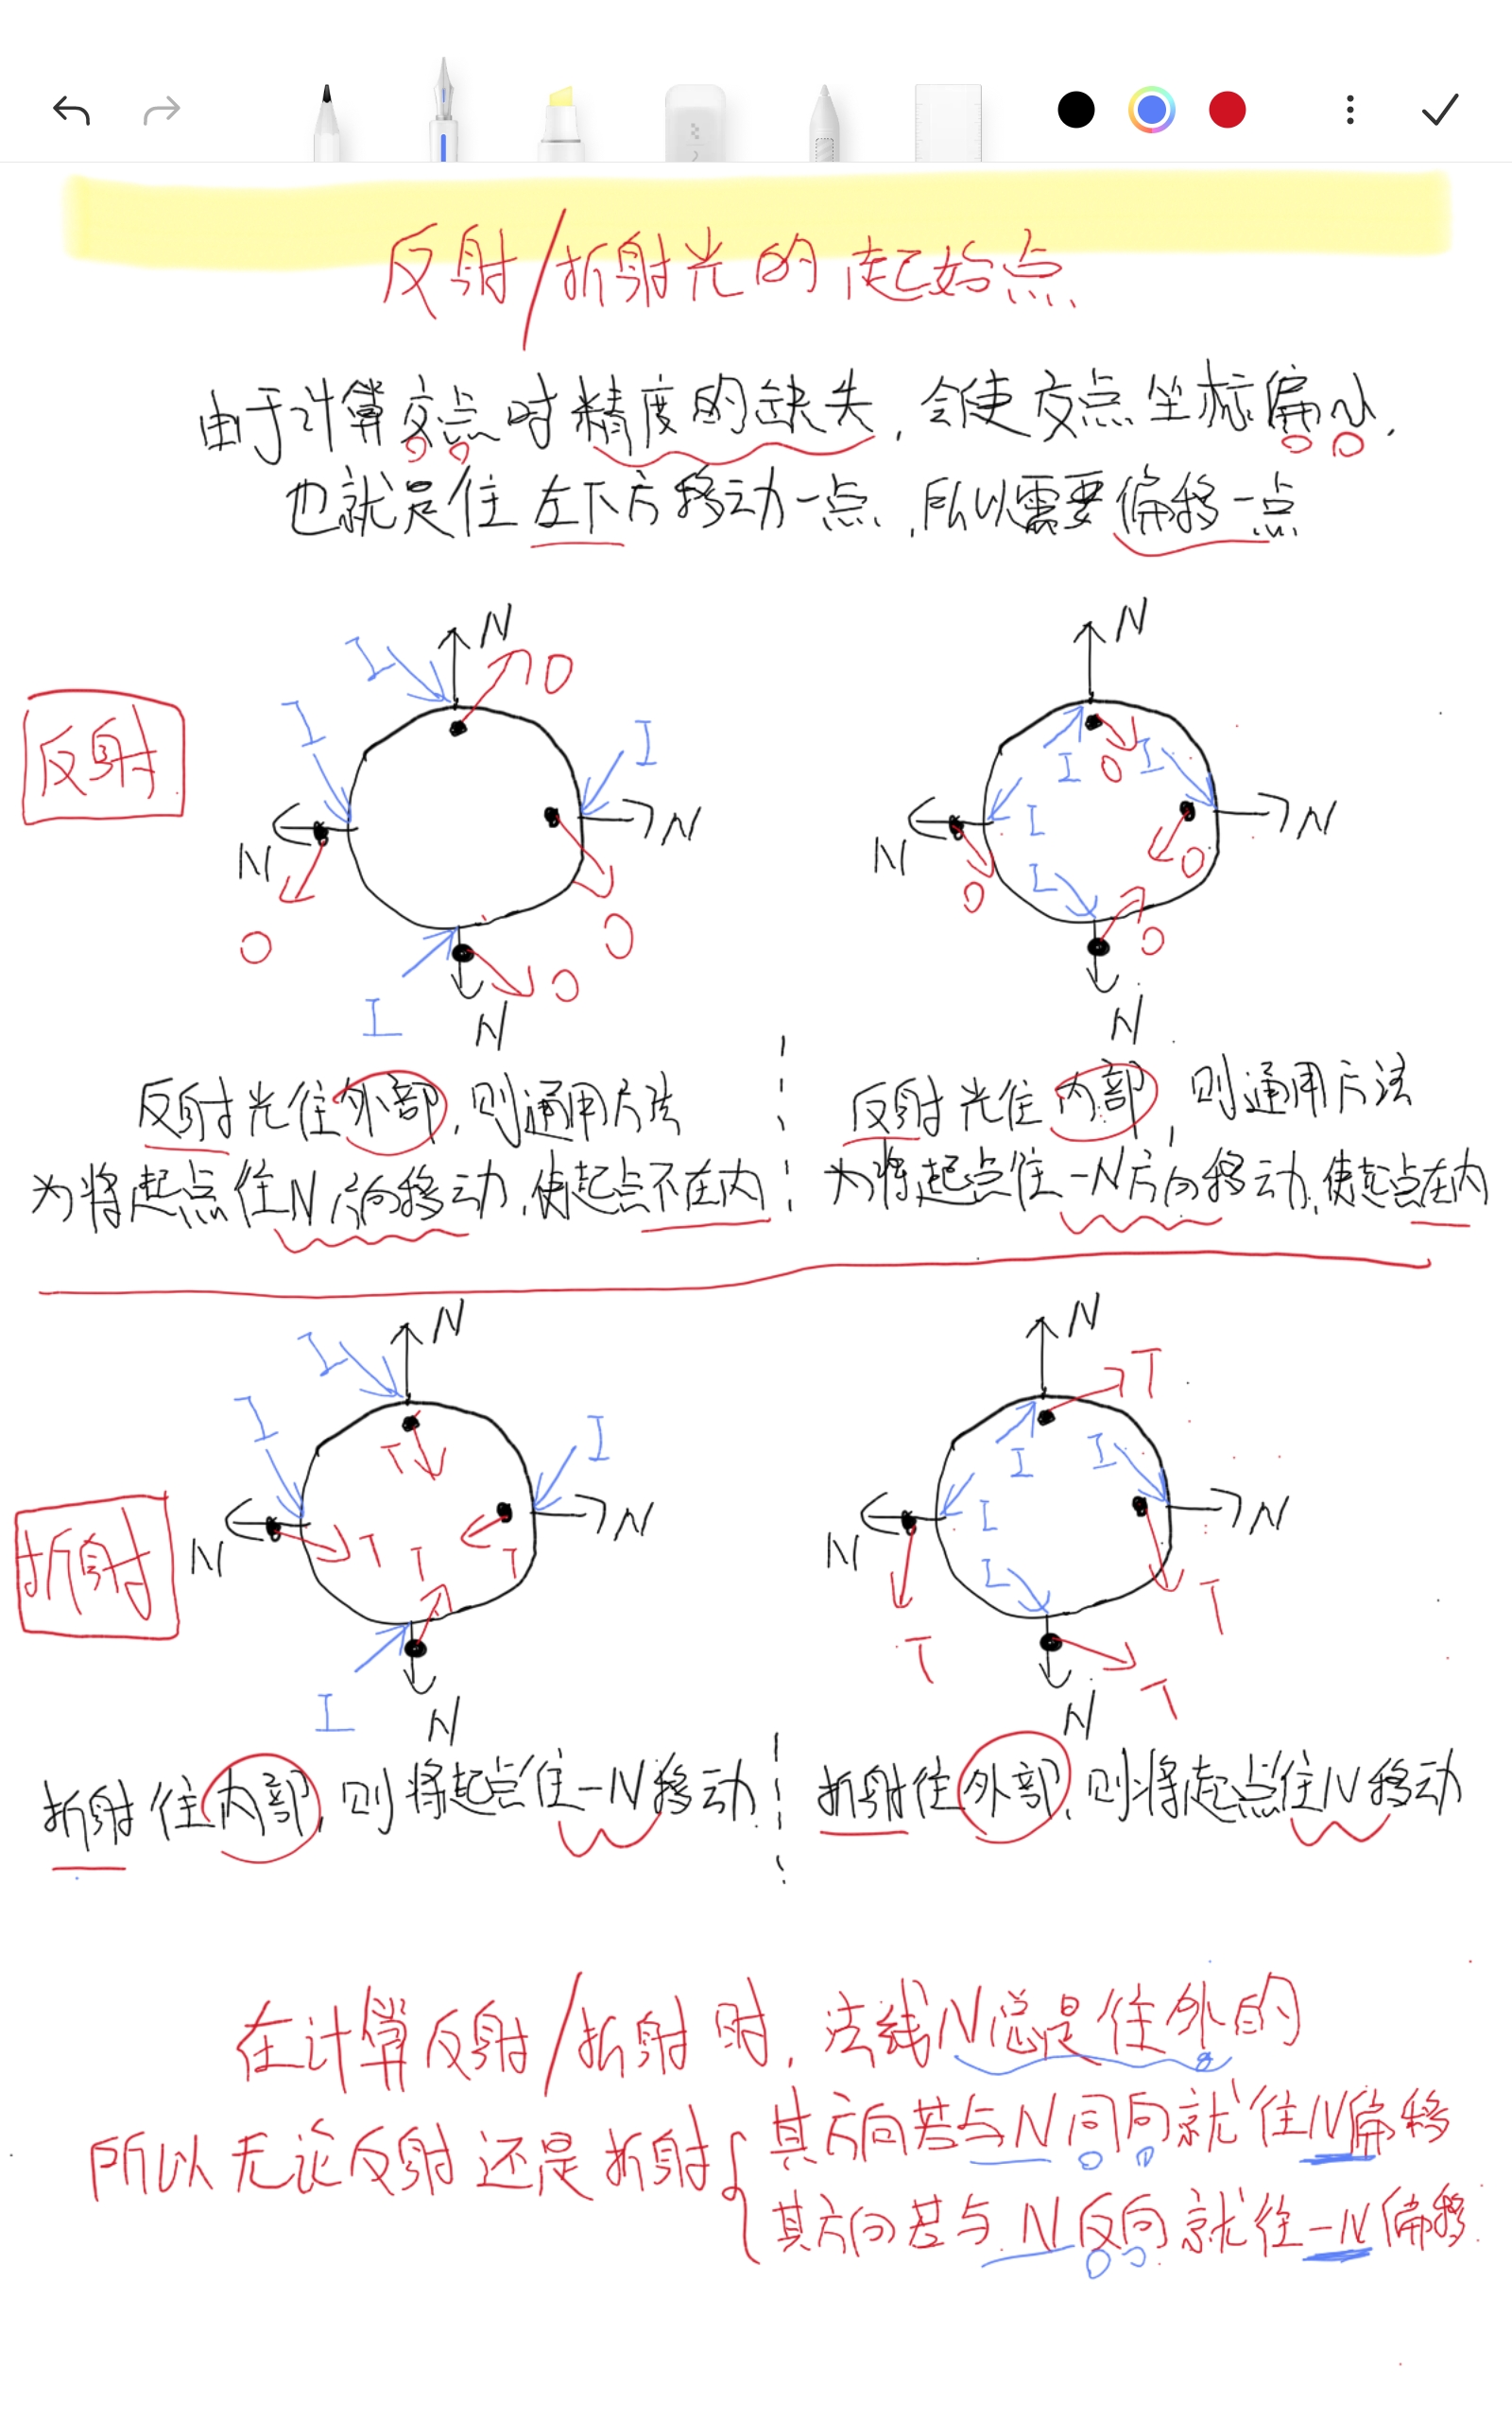 反射/折射光的起始点
由于计算交点时精度的缺失,会使交点坐标偏小,
也就是往左下方移动一点,所以需要偏移一点
N
I
O
I
I
反射
N
N
O
O
O
I
N
N
I
O
I
N
I
N
O
O
I
O
N
反射光往外部,则通用方法
为将起点往N方向移动,使起点不在内
反射光往内部,则通用方法
为将起点往-N方向移动,使起点在内
N
I
I
I
T
折射
N
N
T
T
T
I
N
N
T
I
I
N
I
N
I
T
T
T
N
折射往内部,则将起点往-N移动
折射往外部,则将起点往N移动
在计算反射/折射时,法线N总是往外的
所以无论反射还是折射{其方向若与N同向就往N偏移
其方向若与N反向就往-N偏移